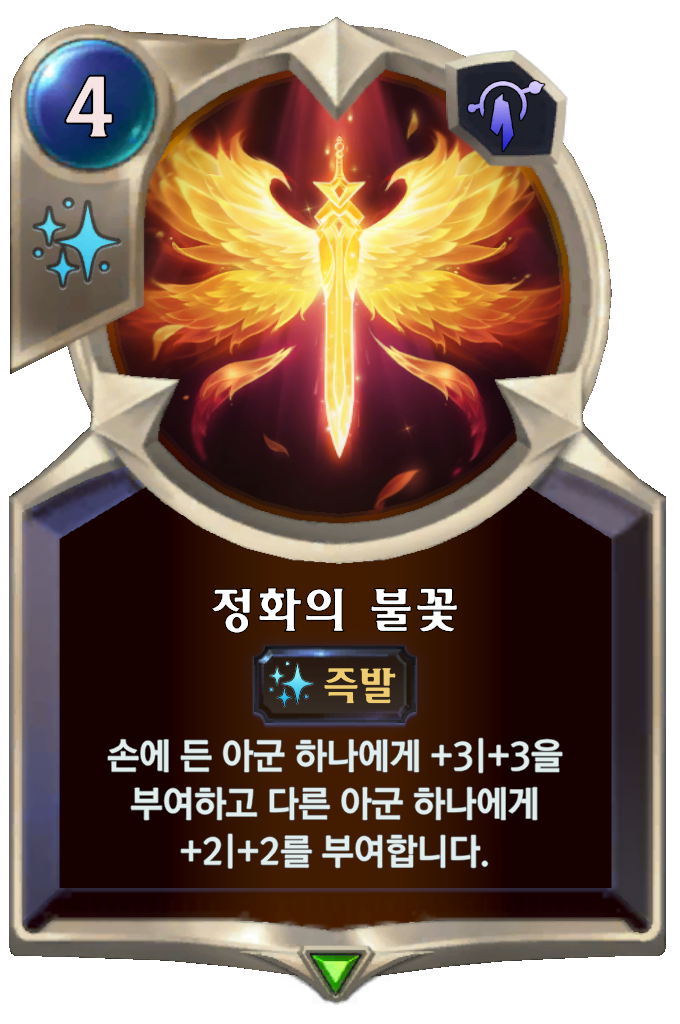 4
정화의 불꽃
즉발
손에 든 아군 하나에게 +3|+3을
부여하고 다른 아군 하나에게
+2|+2를 부여합니다.